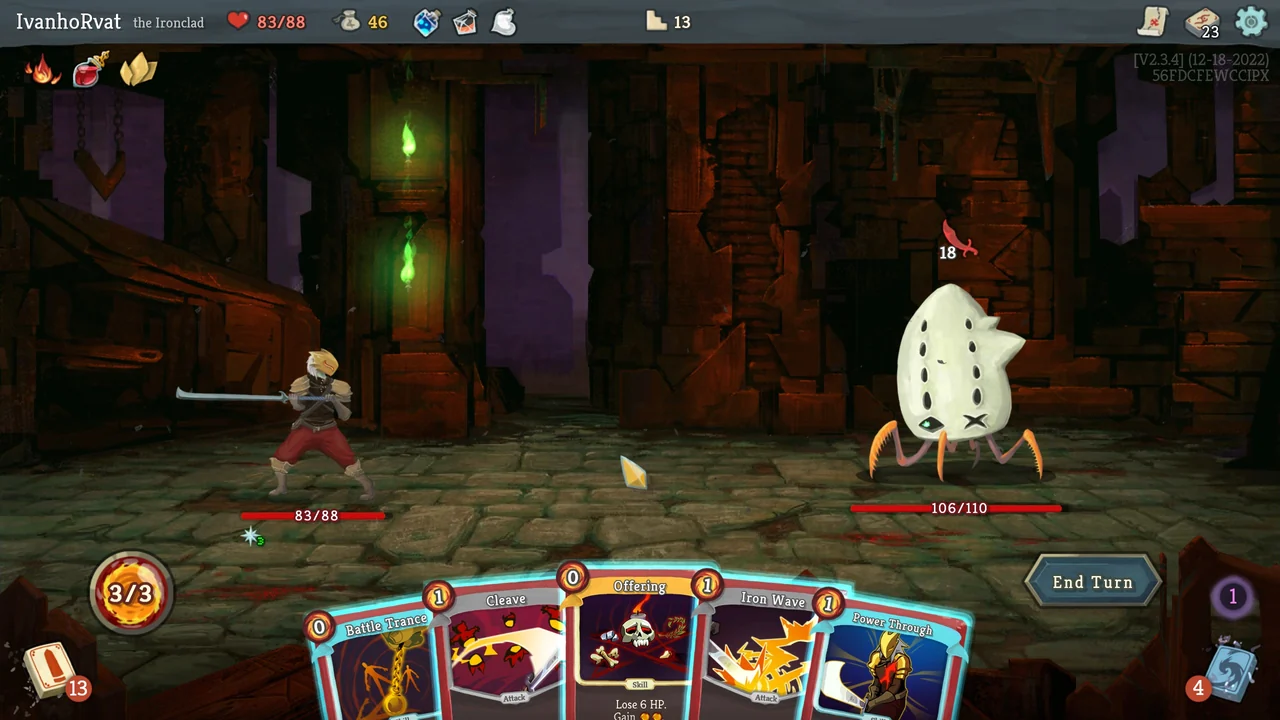 IvanhoRvat the Ironclad 83/88 46 13 23
[V2.3.4] (12-18-2022)
56FDCFEWCCIPX
18
83/88
106/110
3
3/3
End Turn
1
0 Battle Trance
1 Cleave
0 Offering
1 Iron Wave
1 Power Through
Attack
Skill
Attack
Lose 6 HP.
Gain
13
4